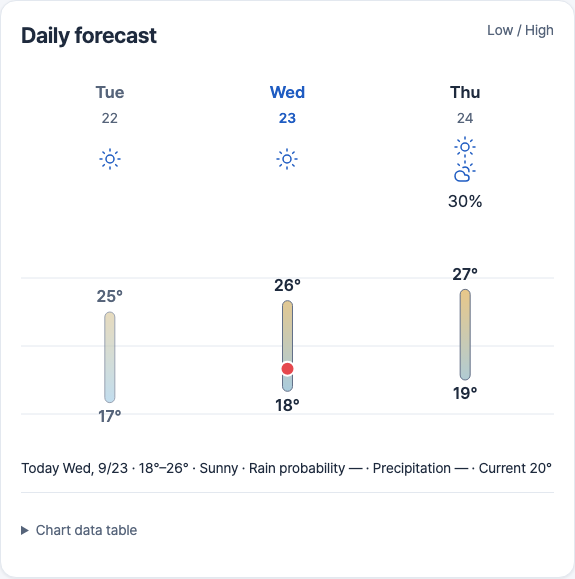 Daily forecast
Low / High
Tue Wed Thu
22 23 24
30%
25° 26° 27°
17° 18° 19°
Today Wed, 9/23 · 18°–26° · Sunny · Rain probability — · Precipitation — · Current 20°
Chart data table